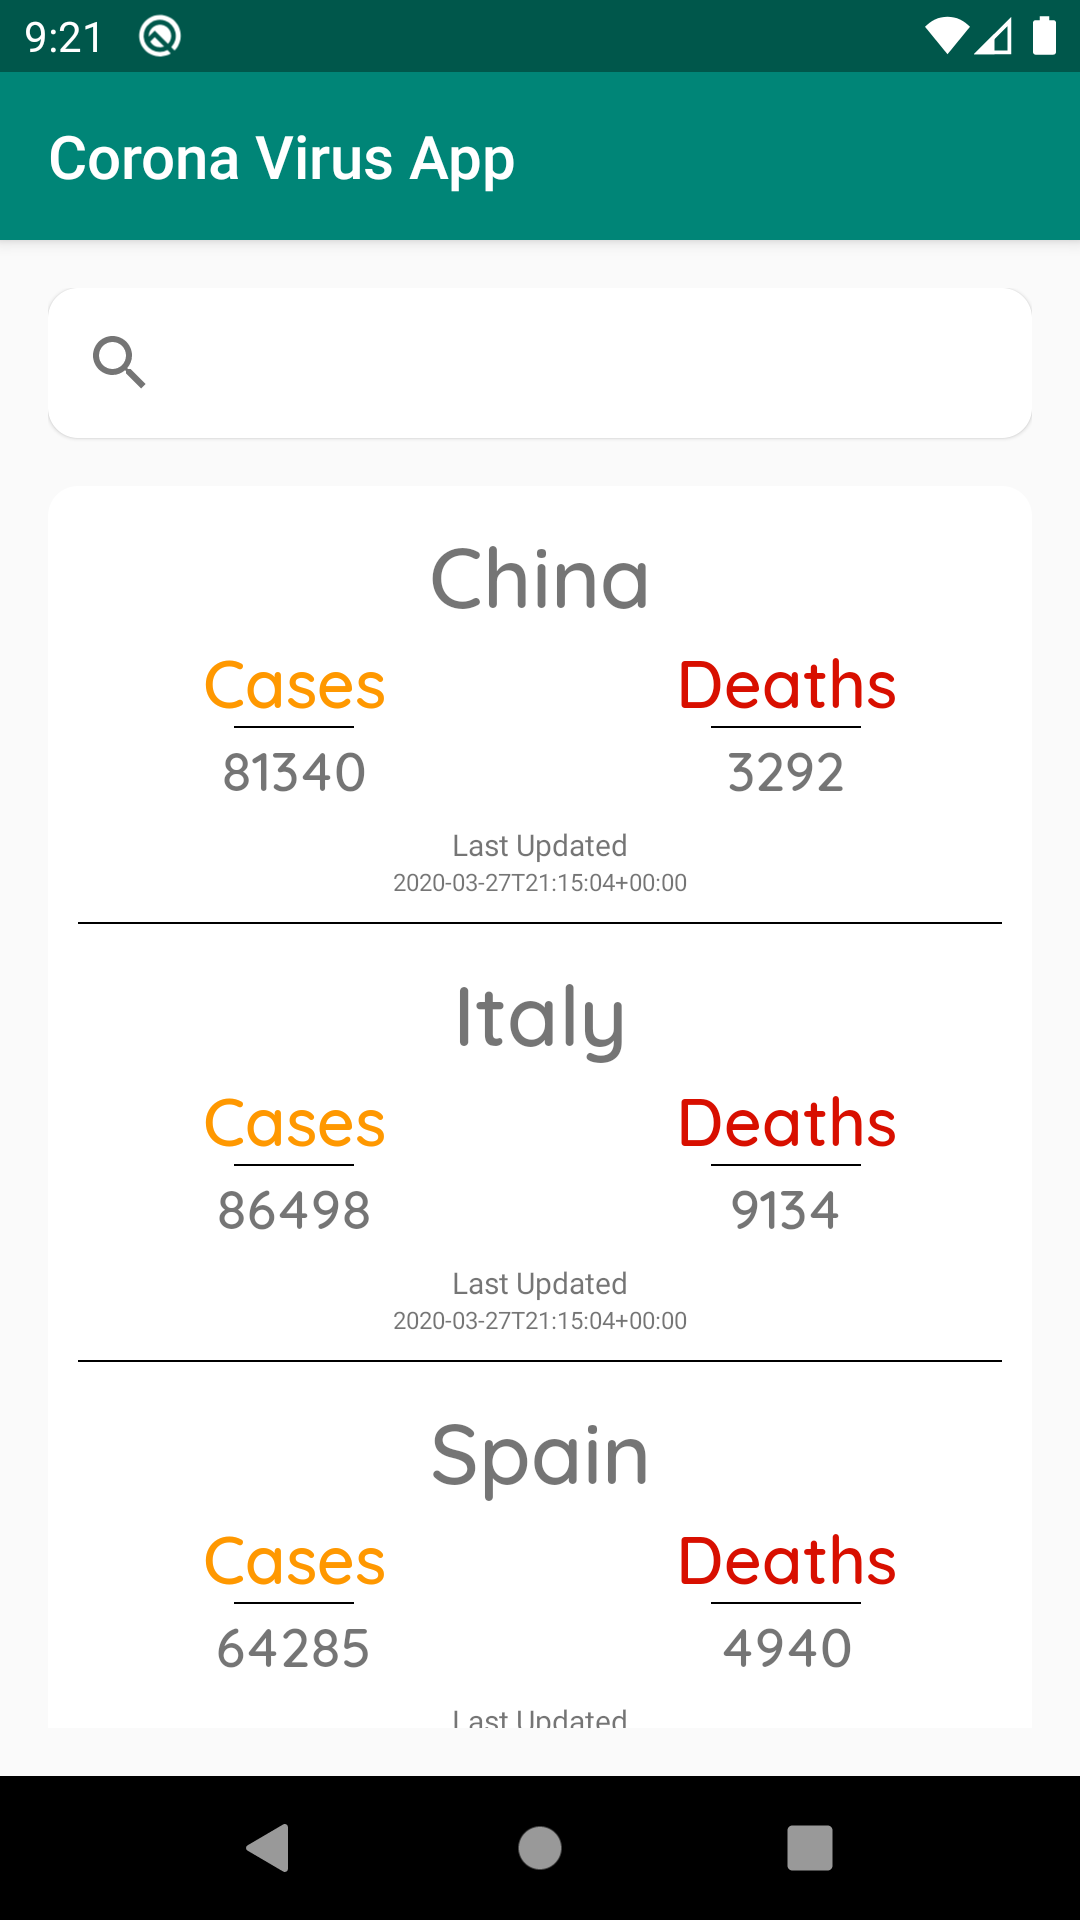 9:21
Corona Virus App
China
Cases Deaths
81340 3292
Last Updated
2020-03-27T21:15:04+00:00
Italy
Cases Deaths
86498 9134
Last Updated
2020-03-27T21:15:04+00:00
Spain
Cases Deaths
64285 4940
Last Updated